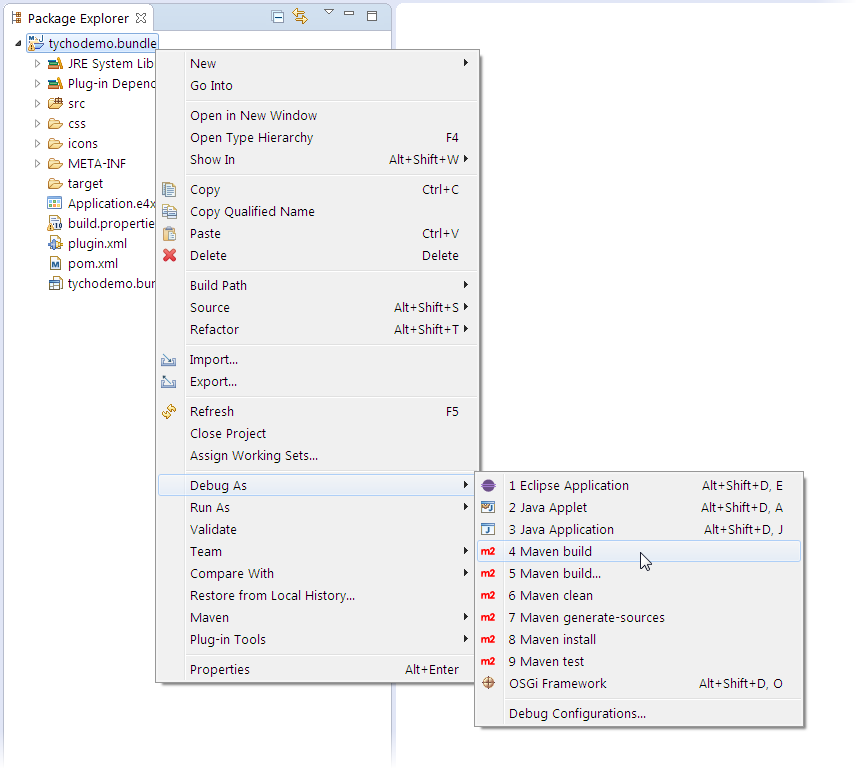 Package Explorer
tychodemo.bundle
JRE System Lib
Plug-in Depend
src
css
icons
META-INF
target
Application.e4x
build.propertie
plugin.xml
pom.xml
tychodemo.bun
New
Go Into
Open in New Window
Open Type Hierarchy F4
Show In Alt+Shift+W
Copy Ctrl+C
Copy Qualified Name
Paste Ctrl+V
Delete Delete
Build Path
Source Alt+Shift+S
Refactor Alt+Shift+T
Import...
Export...
Refresh F5
Close Project
Assign Working Sets...
Debug As
Run As
Validate
Team
Compare With
Restore from Local History...
Maven
Plug-in Tools
Properties Alt+Enter
1 Eclipse Application Alt+Shift+D, E
2 Java Applet Alt+Shift+D, A
3 Java Application Alt+Shift+D, J
m2 4 Maven build
m2 5 Maven build...
m2 6 Maven clean
m2 7 Maven generate-sources
m2 8 Maven install
m2 9 Maven test
OSGi Framework Alt+Shift+D, O
Debug Configurations...